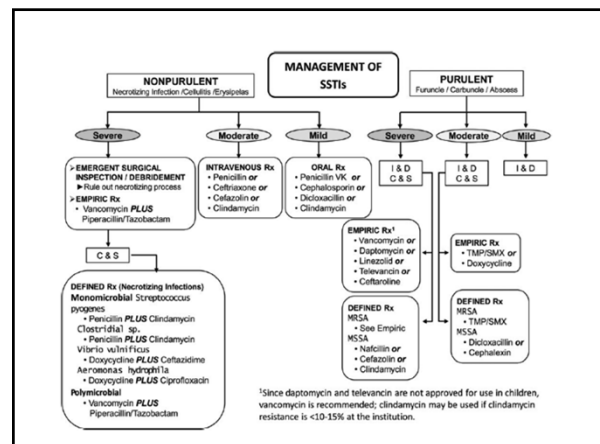 MANAGEMENT OF
SSTIs
NONPURULENT
Necrotizing Infection /Cellulitis /Erysipelas
Severe
Moderate
Mild
➤EMERGENT SURGICAL
INSPECTION / DEBRIDEMENT
►Rule out necrotizing process
➤EMPIRIC Rx
• Vancomycin PLUS
Piperacillin/Tazobactam
C & S
DEFINED Rx (Necrotizing Infections)
Monomicrobial Streptococcus
pyogenes
• Penicillin PLUS Clindamycin
Clostridial sp.
• Penicillin PLUS Clindamycin
Vibrio vulnificus
• Doxycycline PLUS Ceftazidime
Aeromonas hydrophila
• Doxycycline PLUS Ciprofloxacin
Polymicrobial
• Vancomycin PLUS
Piperacillin/Tazobactam
INTRAVENOUS Rx
• Penicillin or
• Ceftriaxone or
• Cefazolin or
• Clindamycin
ORAL Rx
• Penicillin VK or
• Cephalosporin or
• Dicloxacillin or
• Clindamycin
PURULENT
Furuncle / Carbuncle / Abscess
Severe
Moderate
Mild
I & D
C & S
I & D
C & S
I & D
EMPIRIC Rx¹
• Vancomycin or
• Daptomycin or
• Linezolid or
• Televancin or
• Ceftaroline
EMPIRIC Rx
• TMP/SMX or
• Doxycycline
DEFINED Rx
MRSA
• See Empiric
MSSA
• Nafcillin or
• Cefazolin or
• Clindamycin
DEFINED Rx
MRSA
• TMP/SMX
MSSA
• Dicloxacillin or
• Cephalexin
¹Since daptomycin and televancin are not approved for use in children,
vancomycin is recommended; clindamycin may be used if clindamycin
resistance is <10-15% at the institution.